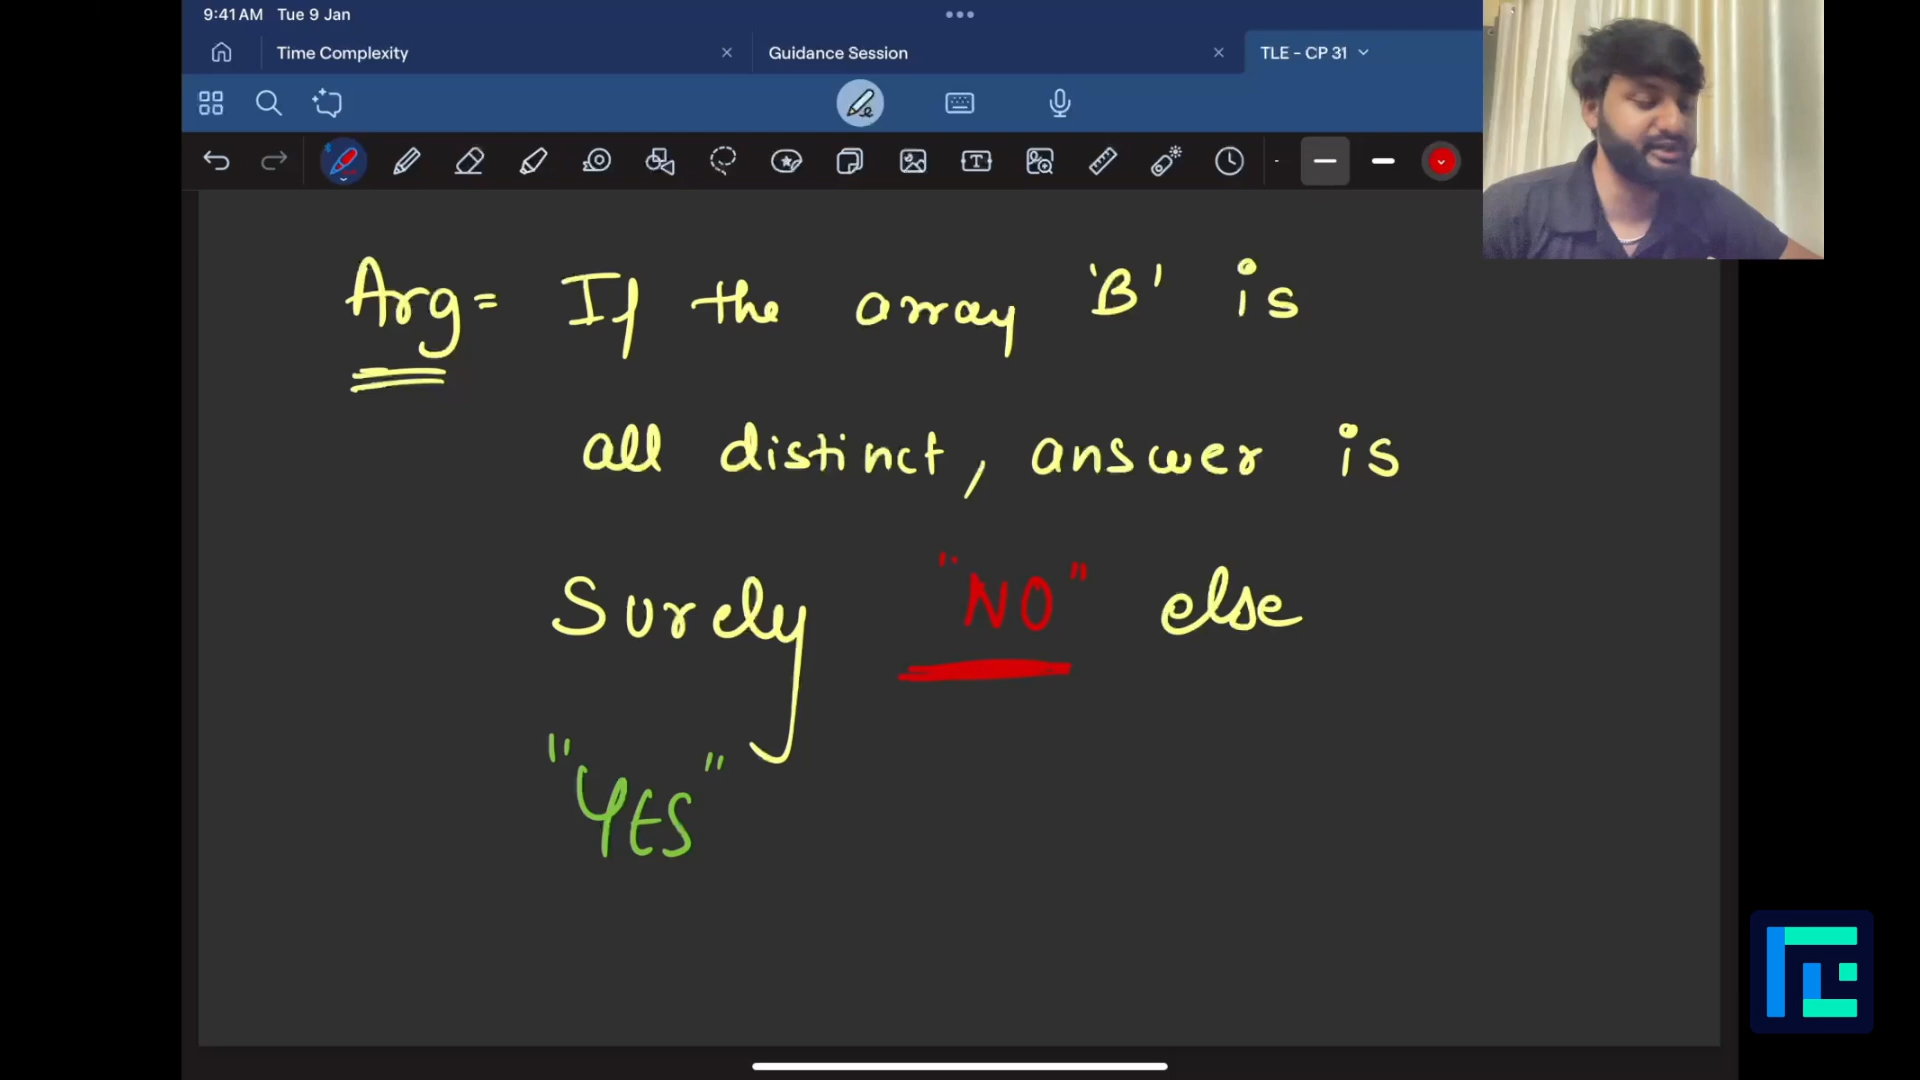 9:41 AM Tue 9 Jan
Time Complexity
Guidance Session
TLE - CP 31
Arg = If the array 'B' is
all distinct, answer is
Surely "NO" else
"YES"